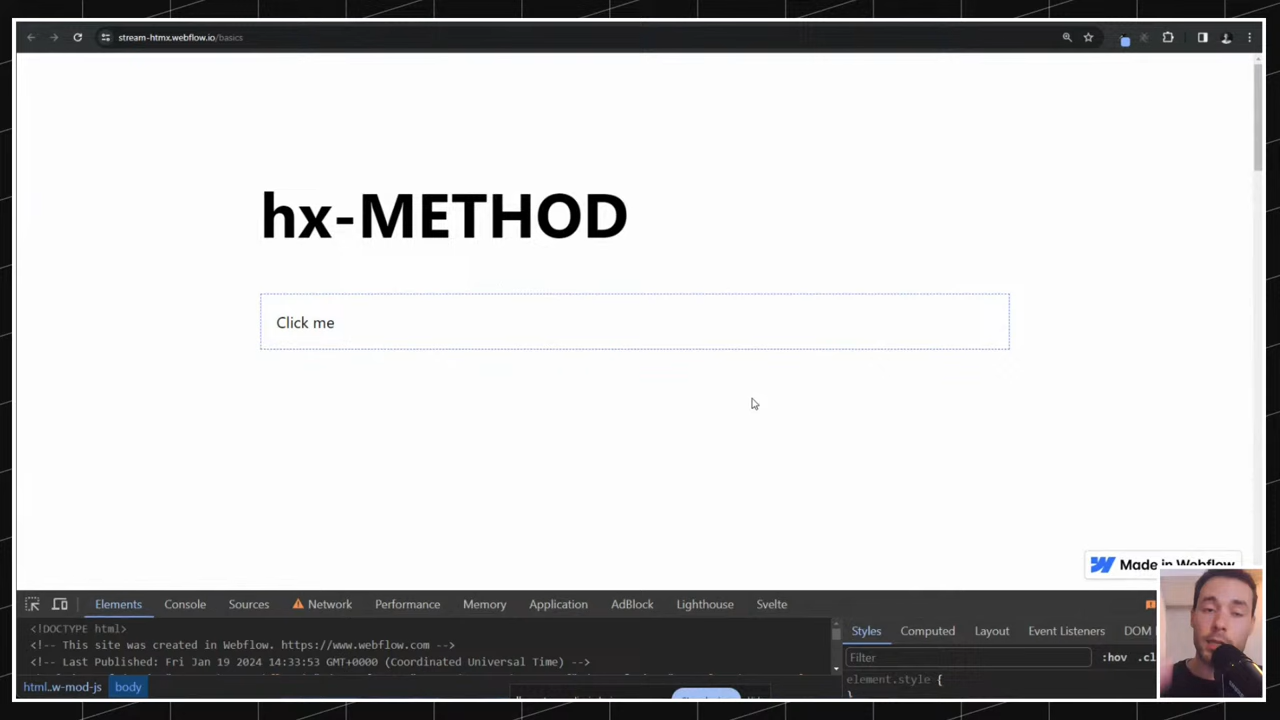 stream-htmx.webflow.io/basics
hx-METHOD
Click me
Made in Webflow
Elements Console Sources Network Performance Memory Application AdBlock Lighthouse Svelte
<!DOCTYPE html>
<!-- This site was created in Webflow. https://www.webflow.com -->
<!-- Last Published: Fri Jan 19 2024 14:33:53 GMT+0000 (Coordinated Universal Time) -->
html.w-mod-js body
Styles Computed Layout Event Listeners DOM
Filter :hov .cl
element.style {
}